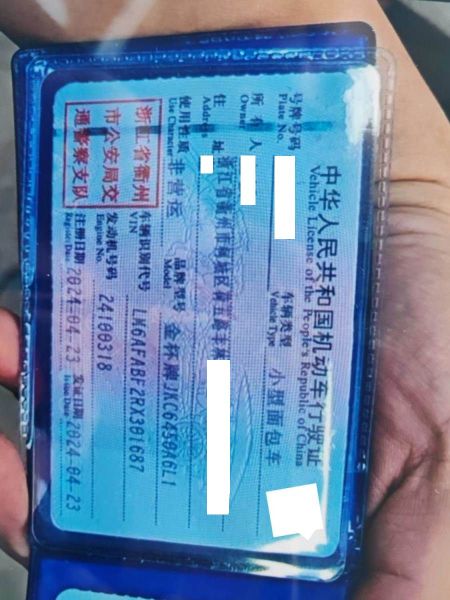 中华人民共和国机动车行驶证
Vehicle License of the People's Republic of China
号牌号码
Plate No.
车辆类型 小型面包车
Vehicle Type
所有人
Owner
住 址 浙江省衢州市柯城区
Address
使用性质 非营运
Use Character
品牌型号 金杯牌JKC6450A6L1
Model
浙江省衢州
市公安局交
通警察支队
车辆识别代号 LM6AFABF2RX301687
VIN
发动机号码 24100318
Engine No.
注册日期 2024-04-23
Register Date
发证日期 2024-04-23
Issue Date